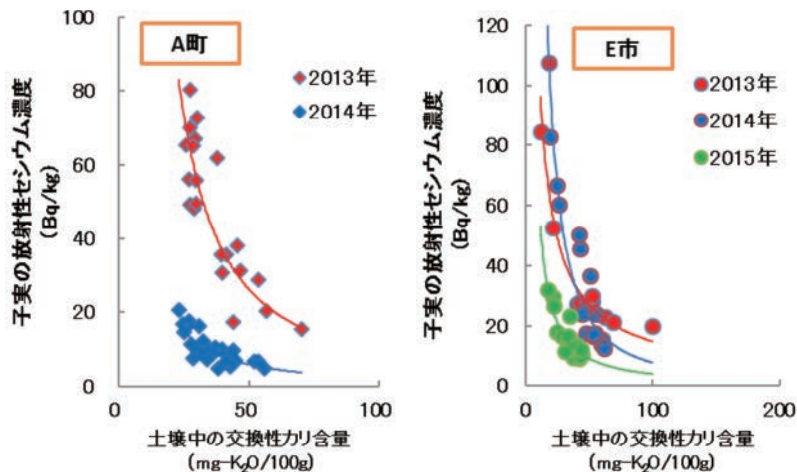 A町
2013年
2014年
子実の放射性セシウム濃度
(Bq/kg)
100
80
60
40
20
0
0
50
100
土壌中の交換性カリ含量
(mg-K₂O/100g)
E市
2013年
2014年
2015年
子実の放射性セシウム濃度
(Bq/kg)
120
100
80
60
40
20
0
0
100
200
土壌中の交換性カリ含量
(mg-K₂O/100g)